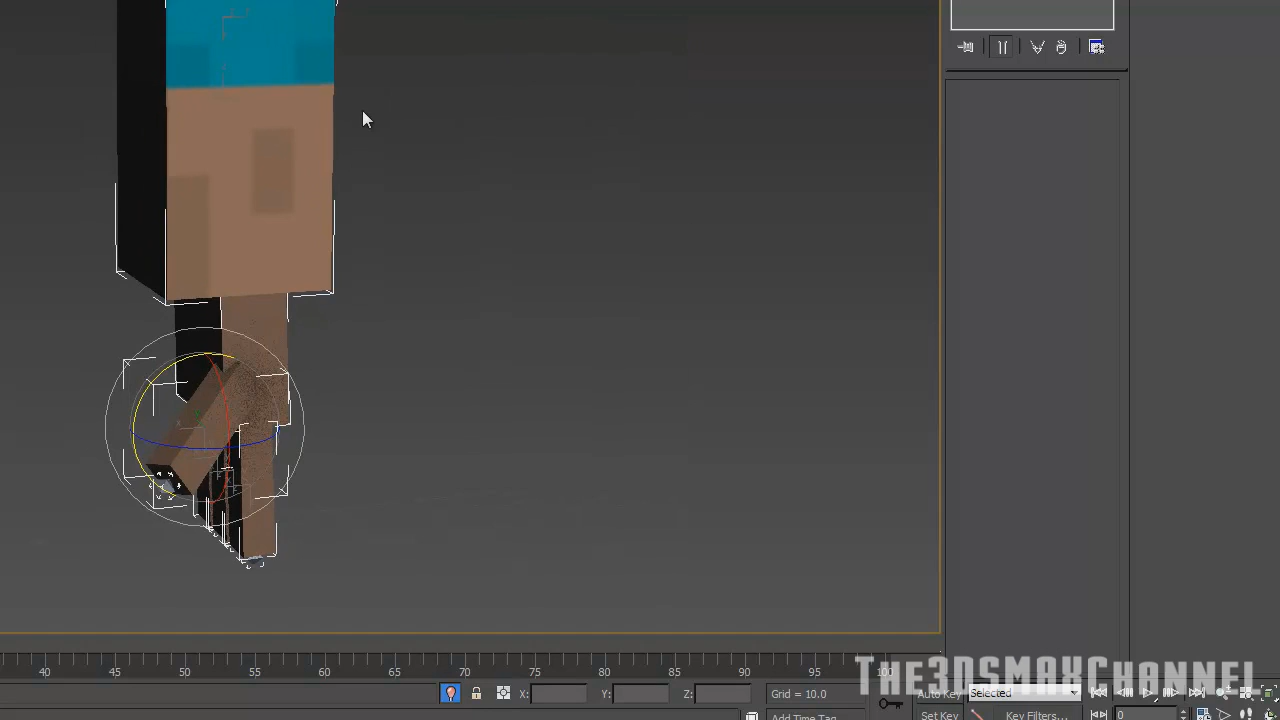 40 45 50 55 60 65 70 75 80 85 90 95
The3DSMaxChannel
X: Y: Z: Grid = 10.0 Auto Key Selected
Add Time Tag Set Key Key Filters... 0